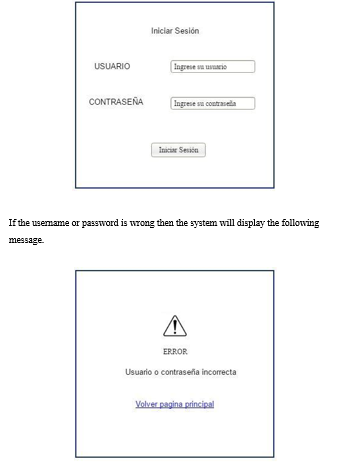 Iniciar Sesión
USUARIO
Ingrese su usuario
CONTRASEÑA
Ingrese su contraseña
Iniciar Sesión
If the username or password is wrong then the system will display the following
message.
ERROR
Usuario o contraseña incorrecta
Volver pagina principal